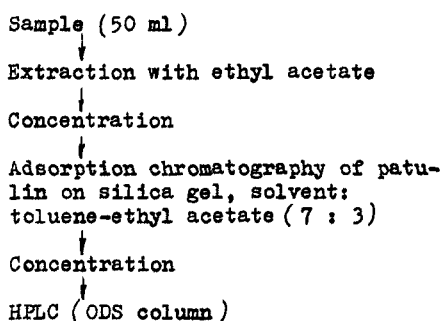 Sample (50 ml)
Extraction with ethyl acetate
Concentration
Adsorption chromatography of patu-
lin on silica gel, solvent:
toluene-ethyl acetate (7 : 3)
Concentration
HPLC (ODS column)